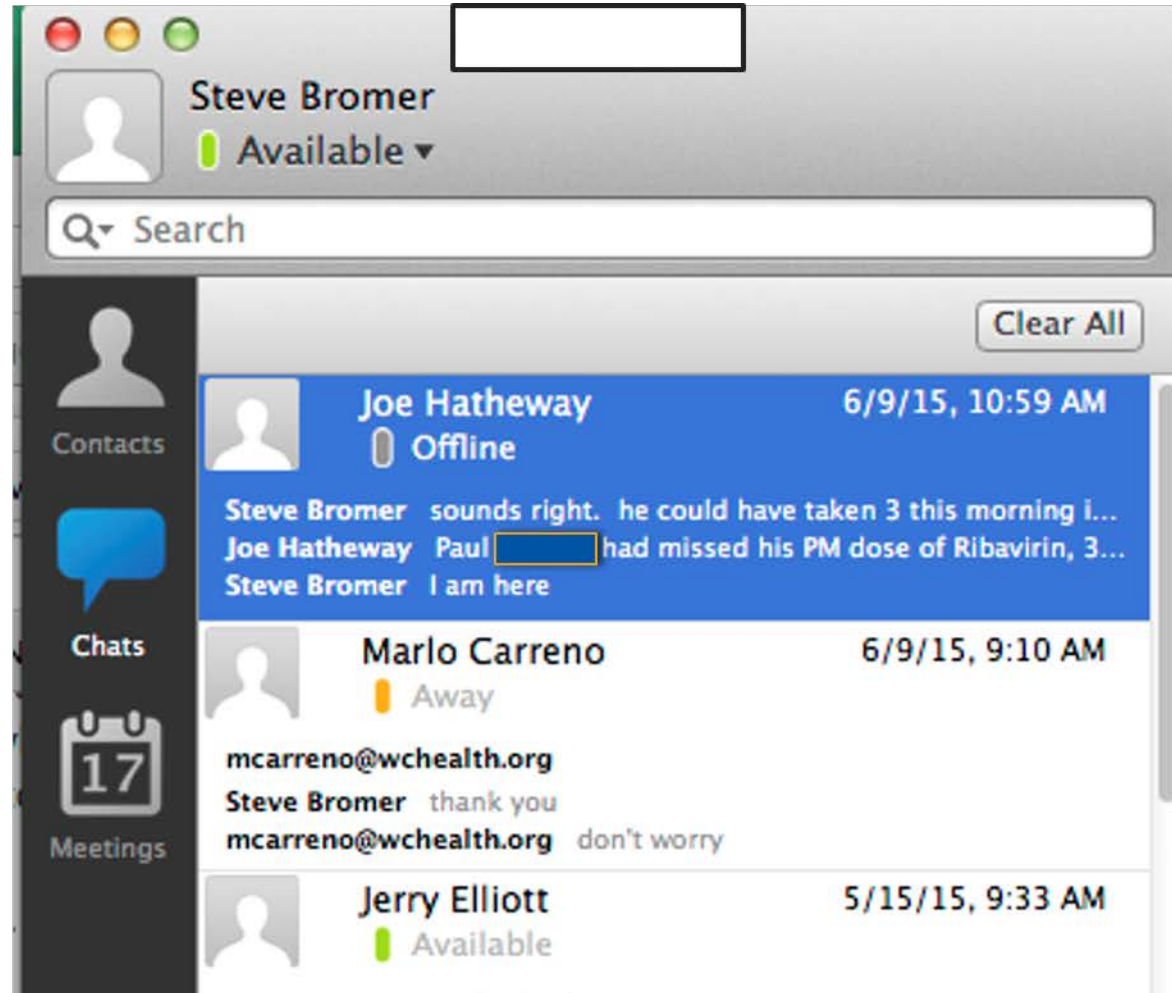 Steve Bromer
Available
Search
Clear All
Contacts
Joe Hatheway 6/9/15, 10:59 AM
Offline
Steve Bromer sounds right. he could have taken 3 this morning i...
Joe Hatheway Paul had missed his PM dose of Ribavirin, 3...
Steve Bromer I am here
Chats
Marlo Carreno 6/9/15, 9:10 AM
Away
mcarreno@wchealth.org
Steve Bromer thank you
mcarreno@wchealth.org don't worry
17
Meetings
Jerry Elliott 5/15/15, 9:33 AM
Available